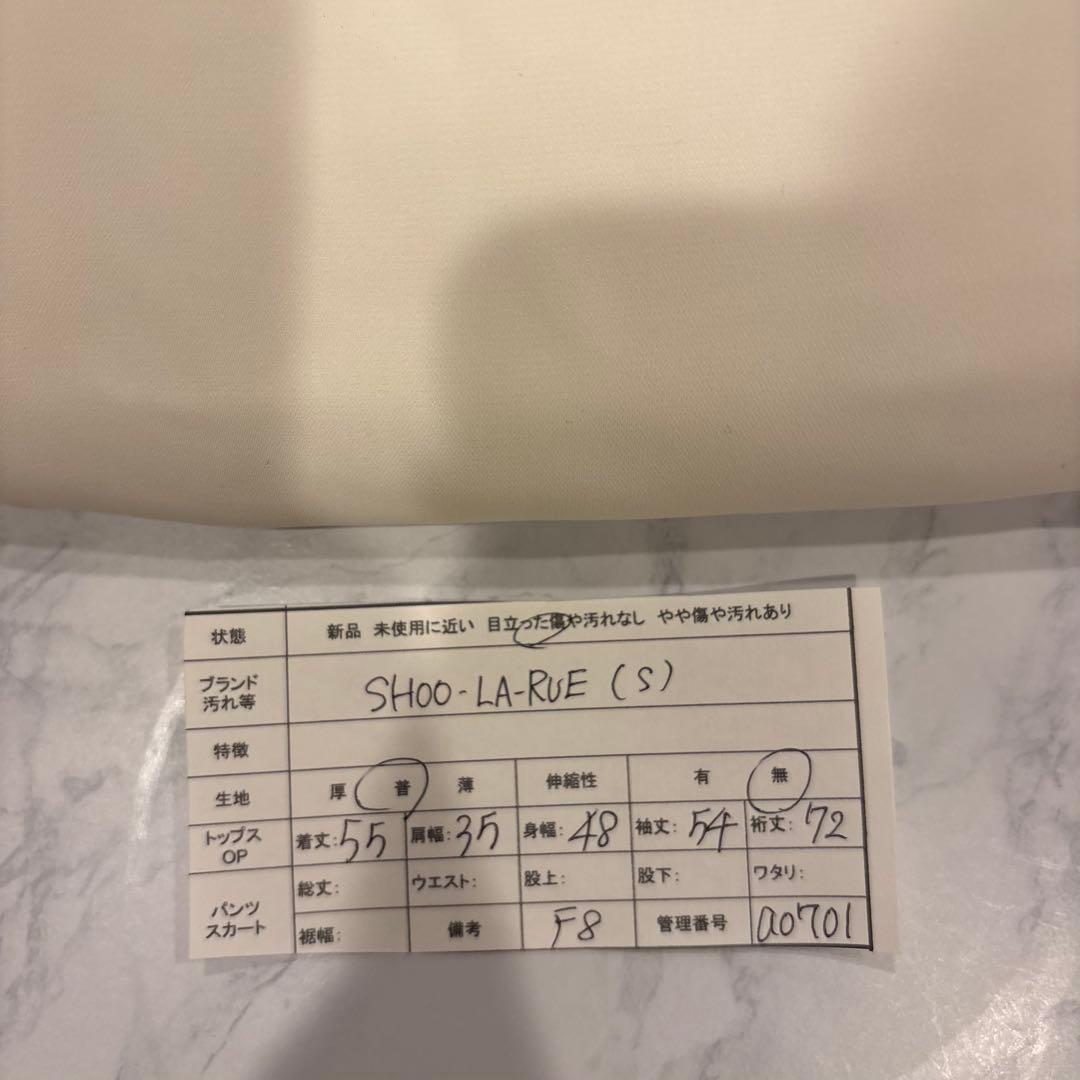 状態 新品 未使用に近い 目立った傷や汚れなし やや傷や汚れあり
ブランド
汚れ等 SHOO-LA-RUE (S)
特徴
生地 厚 普 薄 伸縮性 有 無
トップス
OP 着丈:55 肩幅:35 身幅:48 袖丈:54 裄丈:72
総丈: ウエスト: 股上: 股下: ワタリ:
パンツ
スカート
裾幅: 備考 F8 管理番号 a0701